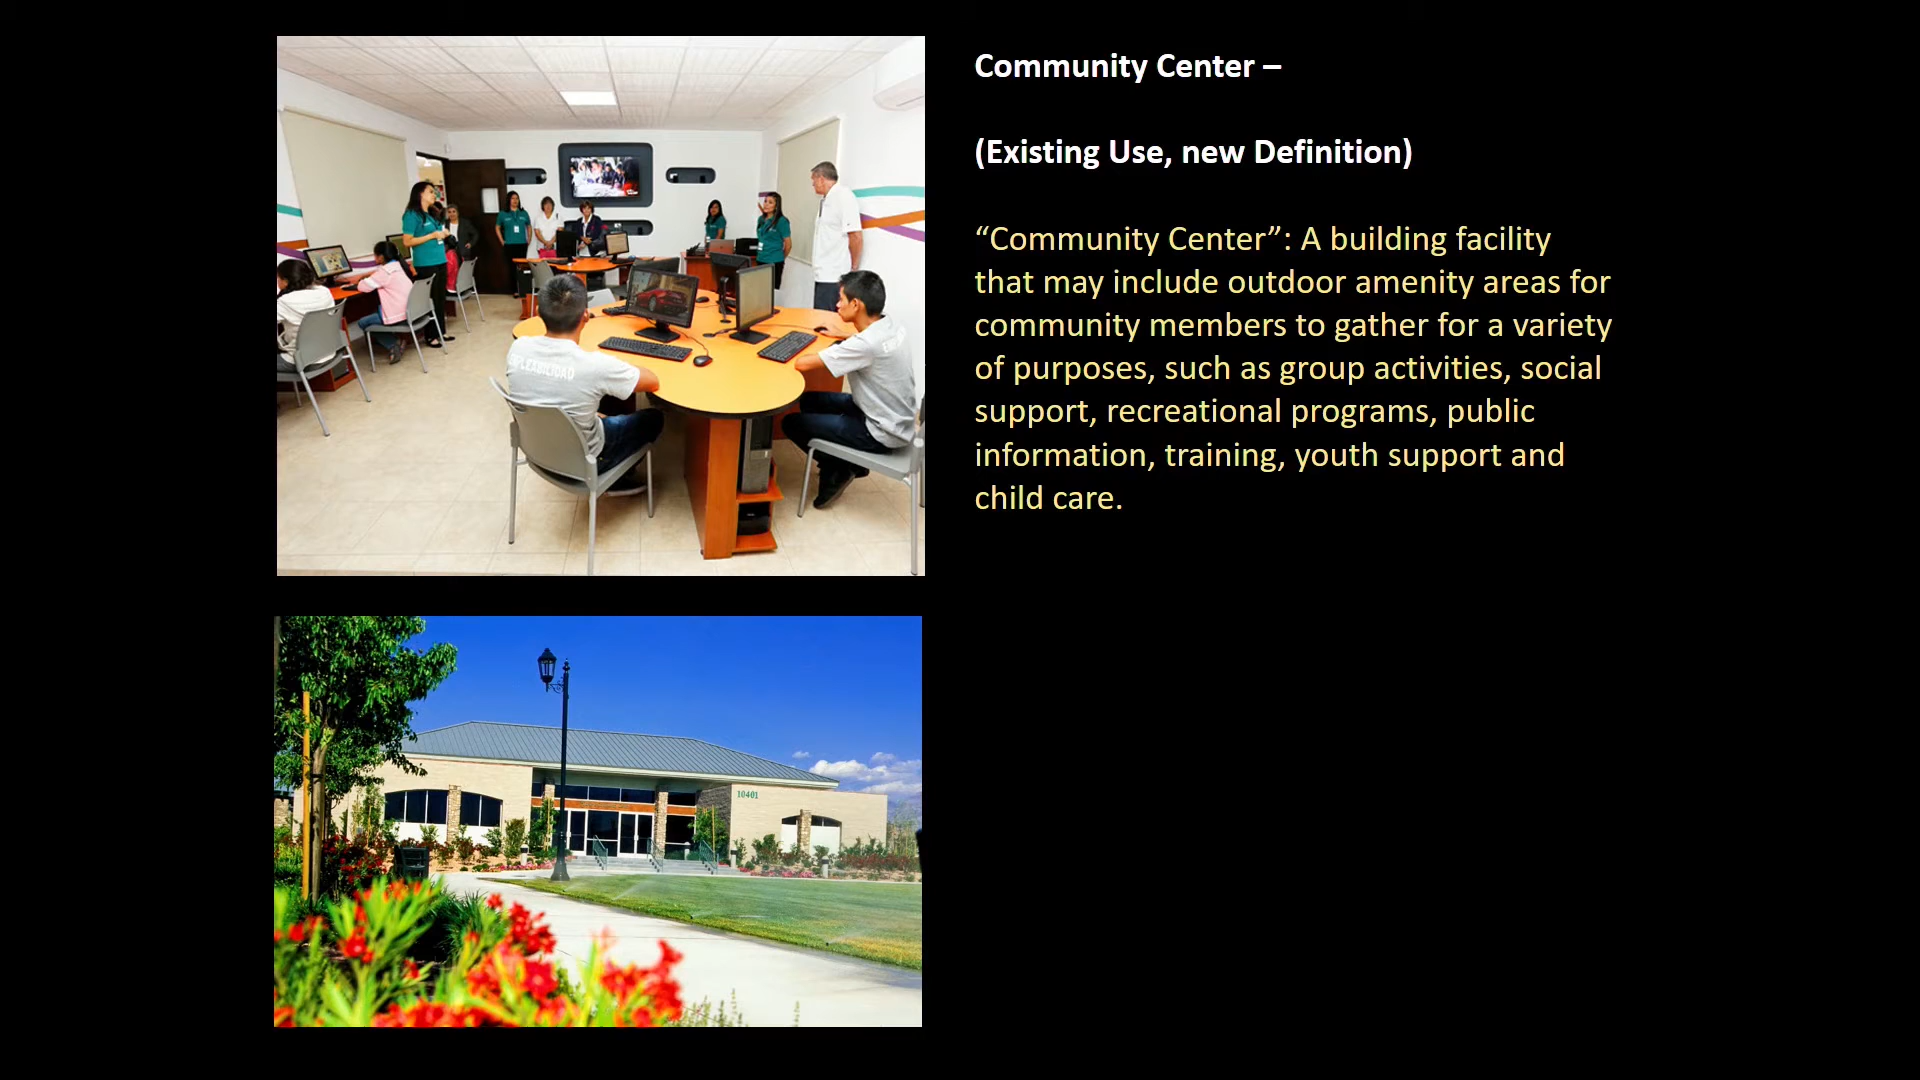 Community Center –
(Existing Use, new Definition)
“Community Center”: A building facility
that may include outdoor amenity areas for
community members to gather for a variety
of purposes, such as group activities, social
support, recreational programs, public
information, training, youth support and
child care.
10401